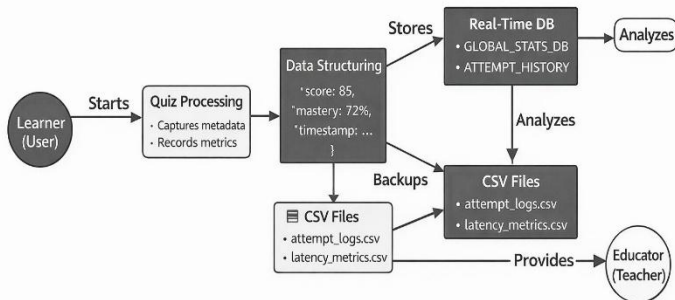 Learner
(User)
Starts
Quiz Processing
• Captures metadata
• Records metrics
Data Structuring
"score: 85,
"mastery: 72%,
"timestamp: ...
}
Stores
Real-Time DB
• GLOBAL_STATS_DB
• ATTEMPT_HISTORY
Analyzes
Analyzes
Backups
CSV Files
• attempt_logs.csv
• latency_metrics.csv
CSV Files
• attempt_logs.csv
• latency_metrics.csv
Provides
Educator
(Teacher)